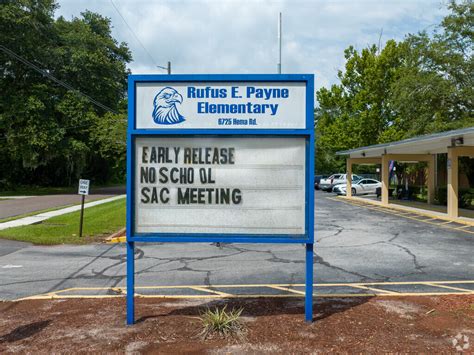 Rufus E. Payne
Elementary
6725 Hema Rd.
EARLY RELEASE
NO SCHO OL
SAC MEETING